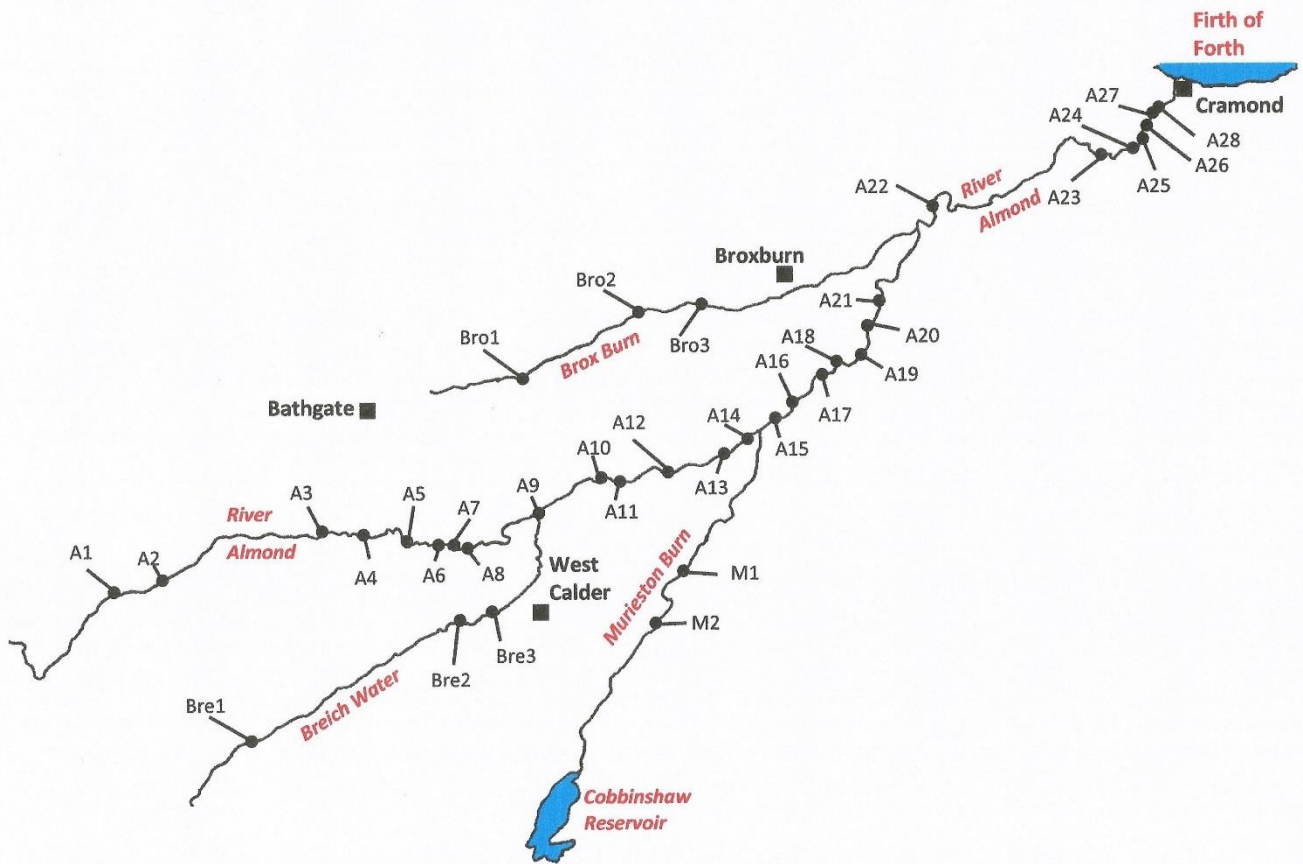 Firth of
Forth
Cramond
A27
A24
A28
A26
A25
A23
A22
River
Almond
Broxburn
Bro2
A21
A20
A18
Bro3
Bro1
Brox Burn
A16
A19
A17
Bathgate
A14
A12
A15
A10
A13
A9
A11
A5
A7
A3
River
Almond
A1
A2
A4
A6
A8
West
Calder
Murieston Burn
M1
M2
Bre3
Bre2
Breich Water
Bre1
Cobbinshaw
Reservoir